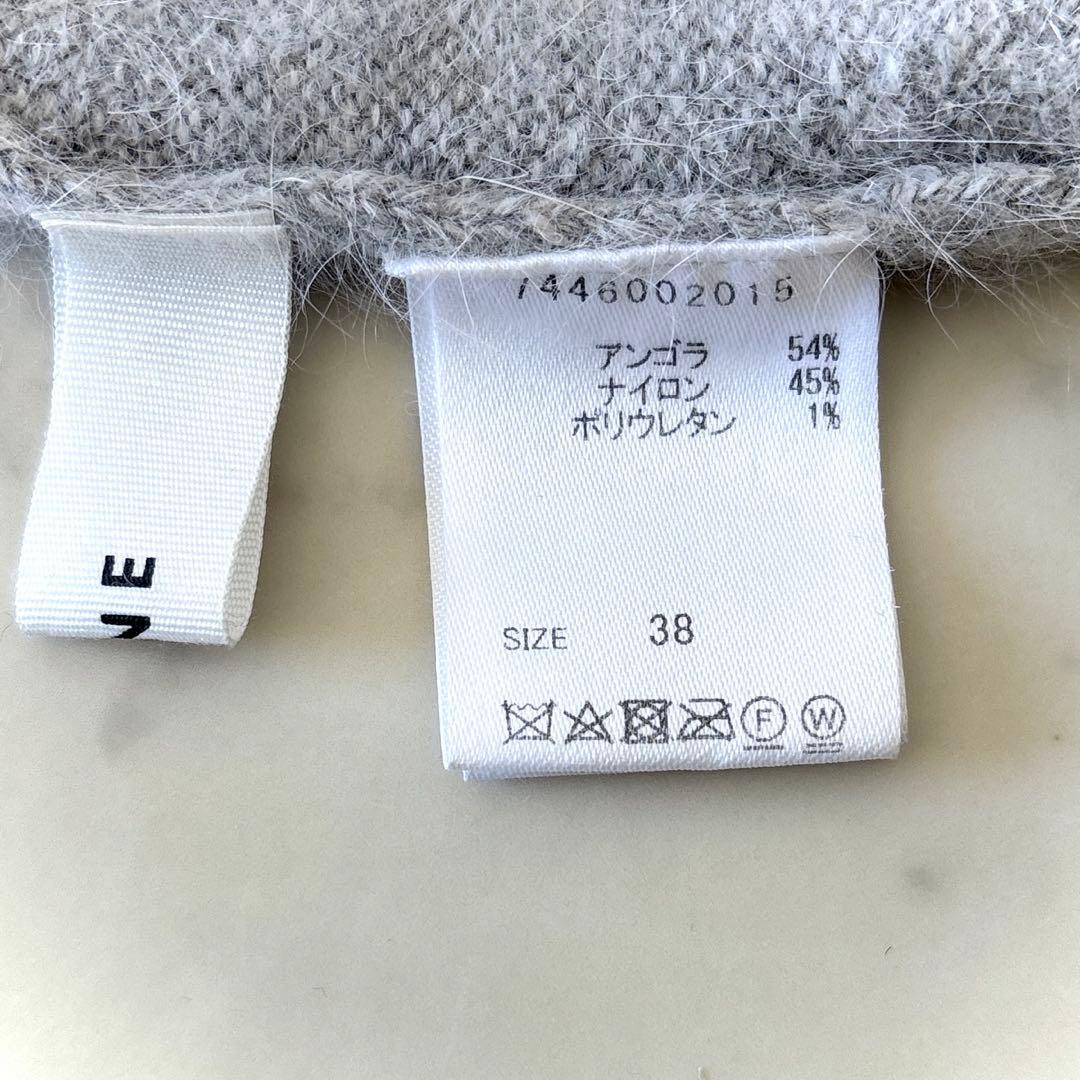 7446002015
アンゴラ 54%
ナイロン 45%
ポリウレタン 1%
SIZE 38
F W
NE